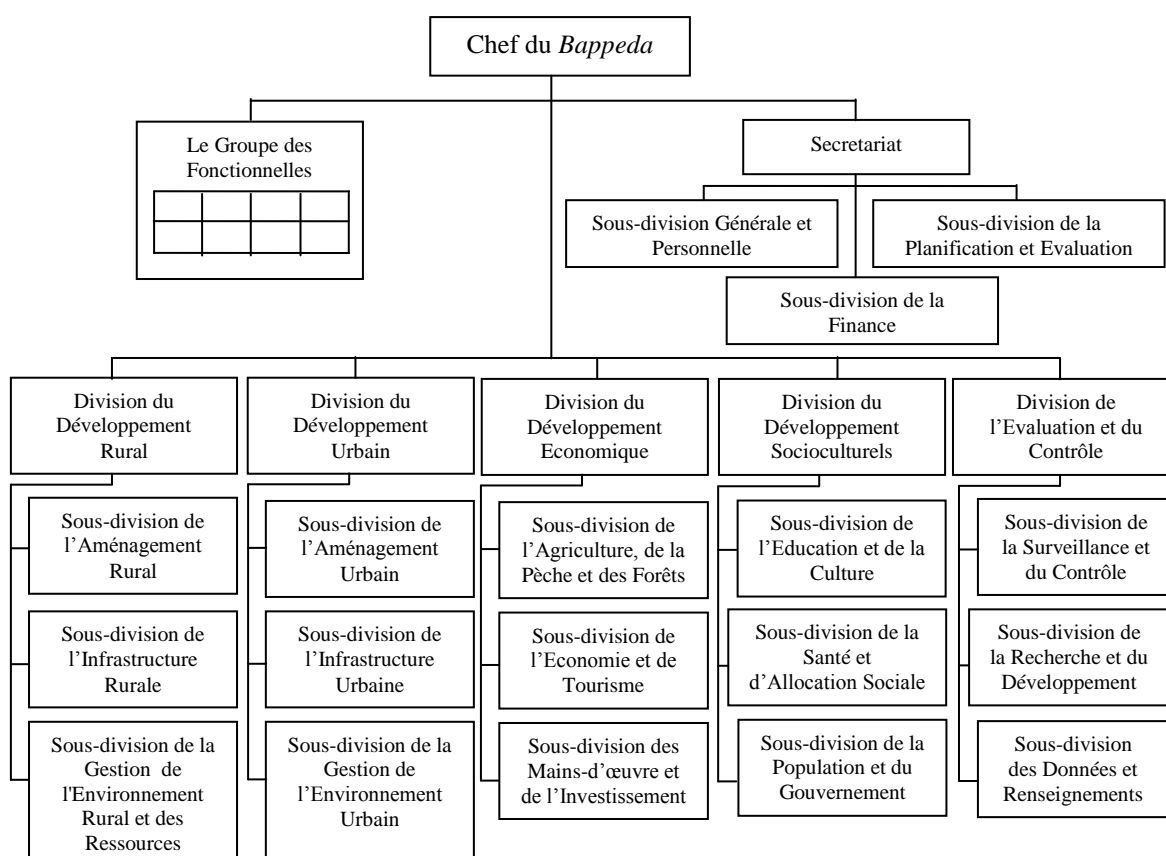 Chef du Bappeda
Le Groupe des
Fonctionnelles
Secretariat
Sous-division Générale et
Personnelle
Sous-division de la
Planification et Evaluation
Sous-division de la
Finance
Division du
Développement
Rural
Division du
Développement
Urbain
Division du
Développement
Economique
Division du
Développement
Socioculturels
Division de
l’Evaluation et du
Contrôle
Sous-division de
l’Aménagement
Rural
Sous-division de
l’Infrastructure
Rurale
Sous-division de la
Gestion de
l'Environnement
Rural et des
Ressources
Sous-division de
l’Aménagement
Urbain
Sous-division de
l’Infrastructure
Urbaine
Sous-division de la
Gestion de
l’Environnement
Urbain
Sous-division de
l’Agriculture, de la
Pèche et des Forêts
Sous-division de
l’Economie et de
Tourisme
Sous-division des
Mains-d’œuvre et
de l’Investissement
Sous-division de
l’Education et de la
Culture
Sous-division de la
Santé et
d’Allocation Sociale
Sous-division de la
Population et du
Gouvernement
Sous-division de
la Surveillance et
du Contrôle
Sous-division de
la Recherche et du
Développement
Sous-division
des Données et
Renseignements